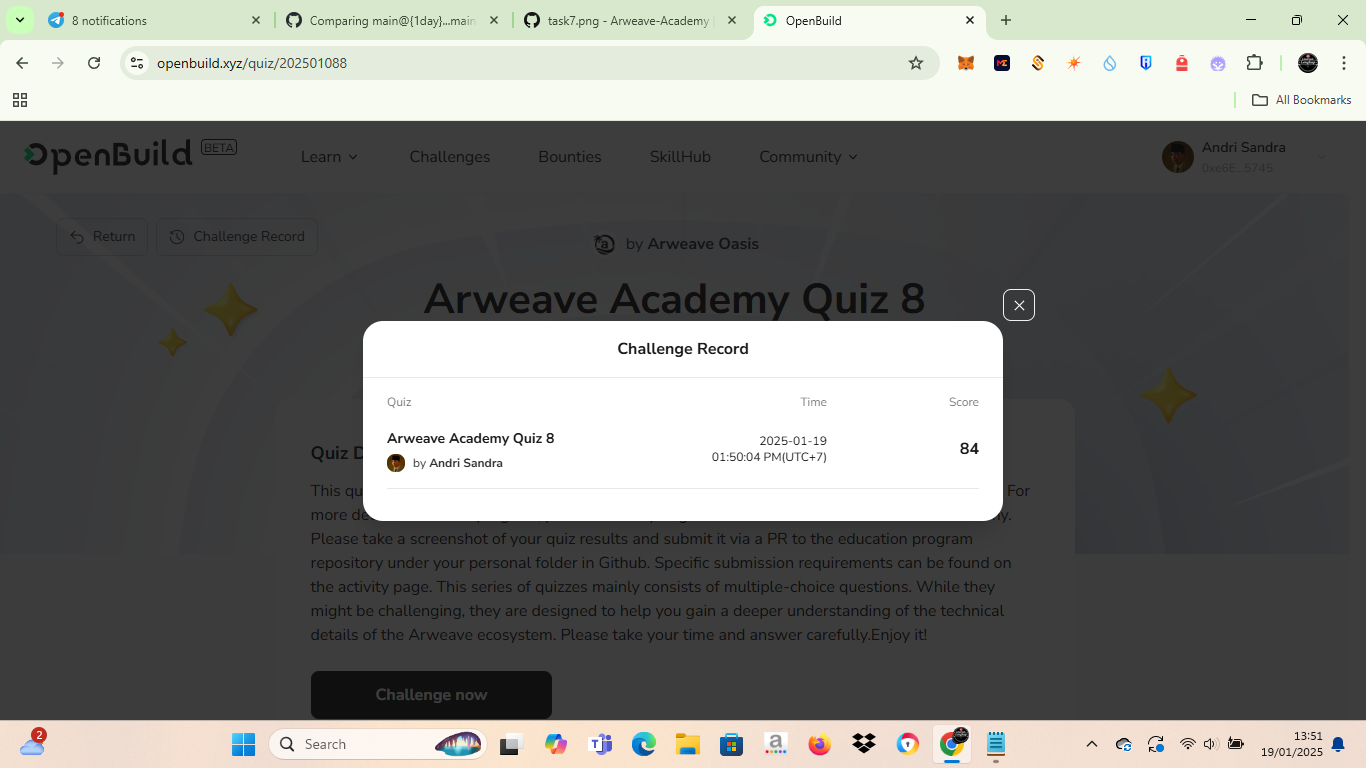 8 notifications
Comparing main@{1day}...main
task7.png - Arweave-Academy
OpenBuild
openbuild.xyz/quiz/202501088
All Bookmarks
OpenBuild BETA
Learn
Challenges
Bounties
SkillHub
Community
Andri Sandra
0xc6E...5745
Return
Challenge Record
by Arweave Oasis
Arweave Academy Quiz 8
Challenge Record
Quiz
Time
Score
Arweave Academy Quiz 8
by Andri Sandra
2025-01-19
01:50:04 PM(UTC+7)
84
Quiz D
This qu
For
more de
Please take a screenshot of your quiz results and submit it via a PR to the education program
repository under your personal folder in Github. Specific submission requirements can be found on
the activity page. This series of quizzes mainly consists of multiple-choice questions. While they
might be challenging, they are designed to help you gain a deeper understanding of the technical
details of the Arweave ecosystem. Please take your time and answer carefully.Enjoy it!
Challenge now
2
Search
13:51
19/01/2025